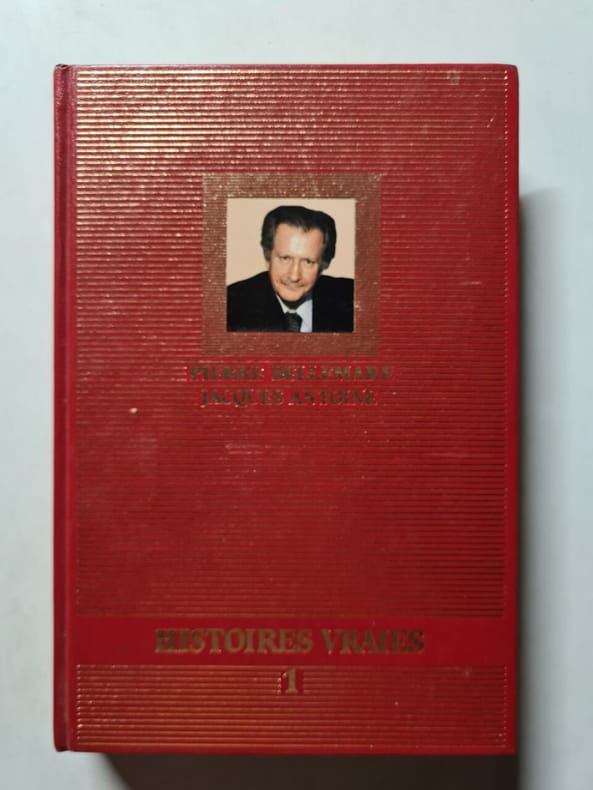 PIERRE BELLEMARE
JACQUES ANTOINE
HISTOIRES VRAIES
1